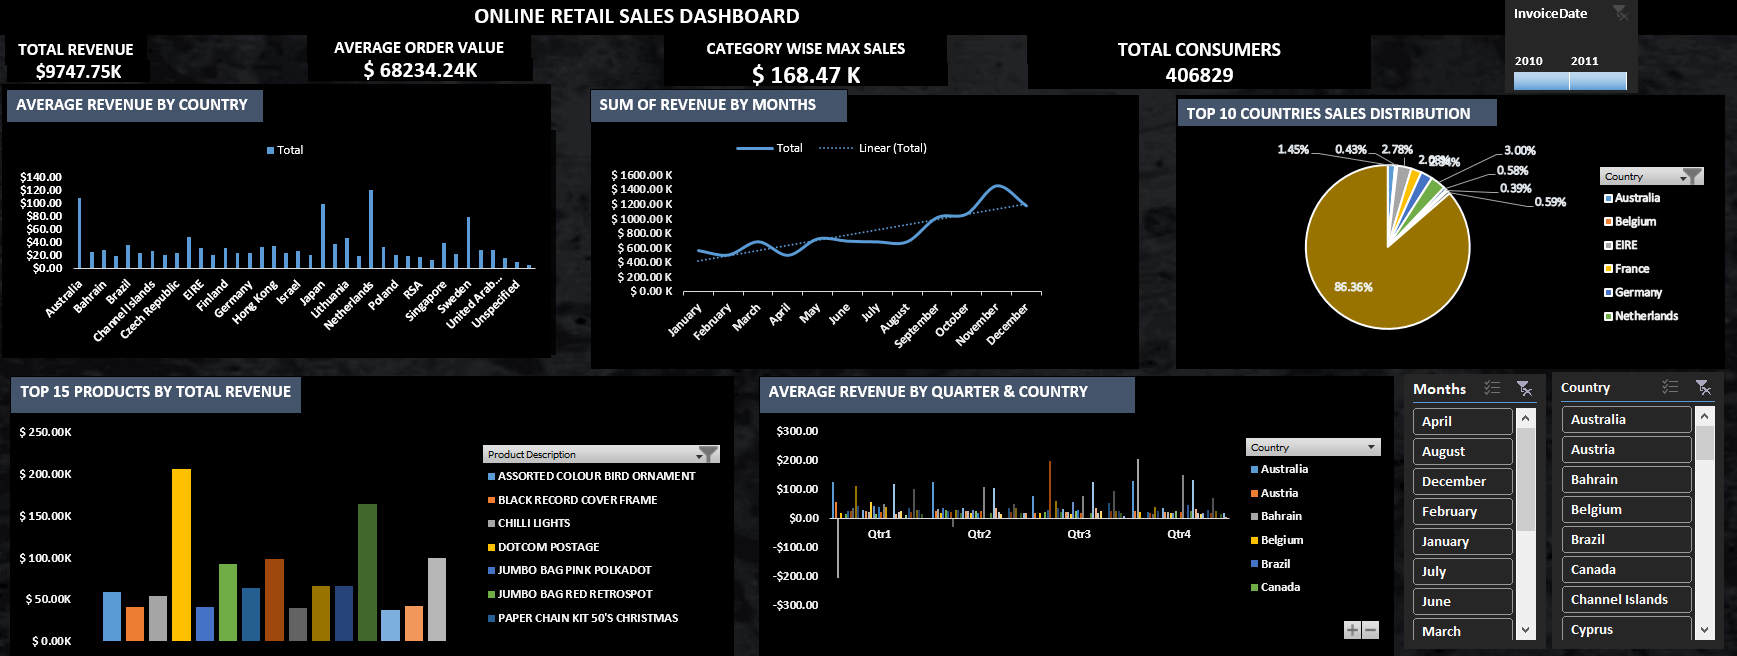 ONLINE RETAIL SALES DASHBOARD
TOTAL REVENUE
$9747.75K
AVERAGE ORDER VALUE
$ 68234.24K
CATEGORY WISE MAX SALES
$ 168.47 K
TOTAL CONSUMERS
406829
InvoiceDate
2010 2011
AVERAGE REVENUE BY COUNTRY
Total
$140.00
$120.00
$100.00
$80.00
$60.00
$40.00
$20.00
$0.00
Australia
Bahrain
Brazil
Channel Islands
Czech Republic
EIRE
Finland
Germany
Hong Kong
Israel
Japan
Lithuania
Netherlands
Poland
RSA
Singapore
Sweden
United Arab...
Unspecified
SUM OF REVENUE BY MONTHS
Total Linear (Total)
$ 1600.00 K
$ 1400.00 K
$ 1200.00 K
$ 1000.00 K
$ 800.00 K
$ 600.00 K
$ 400.00 K
$ 200.00 K
$ 0.00 K
January
February
March
April
May
June
July
August
September
October
November
December
TOP 10 COUNTRIES SALES DISTRIBUTION
1.45%
0.43%
2.78%
3.00%
0.58%
0.39%
0.59%
86.36%
Country
Australia
Belgium
EIRE
France
Germany
Netherlands
TOP 15 PRODUCTS BY TOTAL REVENUE
$ 250.00K
$ 200.00K
$ 150.00K
$ 100.00K
$ 50.00K
$ 0.00K
Product Description
ASSORTED COLOUR BIRD ORNAMENT
BLACK RECORD COVER FRAME
CHILLI LIGHTS
DOTCOM POSTAGE
JUMBO BAG PINK POLKADOT
JUMBO BAG RED RETROSPOT
PAPER CHAIN KIT 50'S CHRISTMAS
AVERAGE REVENUE BY QUARTER & COUNTRY
$300.00
$200.00
$100.00
$0.00
-$100.00
-$200.00
-$300.00
Qtr1 Qtr2 Qtr3 Qtr4
Country
Australia
Austria
Bahrain
Belgium
Brazil
Canada
Months
April
August
December
February
January
July
June
March
Country
Australia
Austria
Bahrain
Belgium
Brazil
Canada
Channel Islands
Cyprus